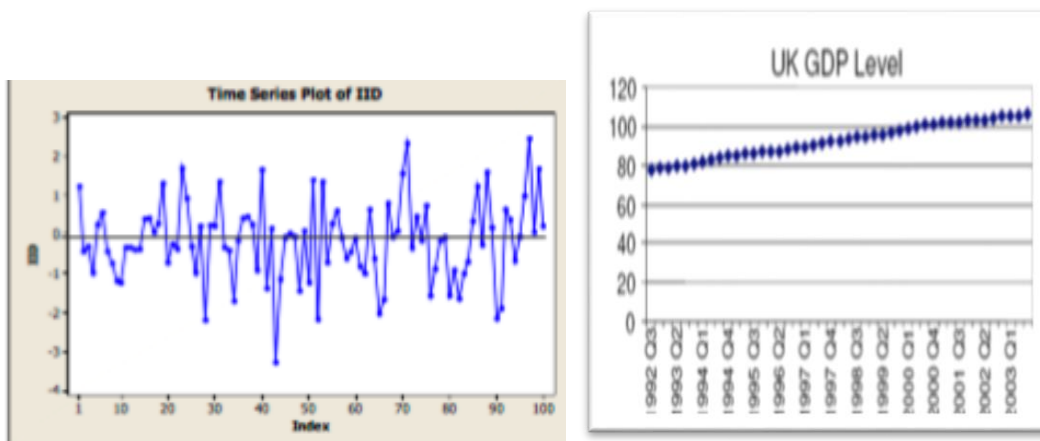 Time Series Plot of IID
3
2
1
0
-1
-2
-3
-4
IID
1 10 20 30 40 50 60 70 80 90 100
Index
UK GDP Level
120
100
80
60
40
20
0
1992 Q3
1993 Q2
1994 Q1
1994 Q4
1995 Q3
1996 Q2
1997 Q1
1997 Q4
1998 Q3
1999 Q2
2000 Q1
2000 Q4
2001 Q3
2002 Q2
2003 Q1